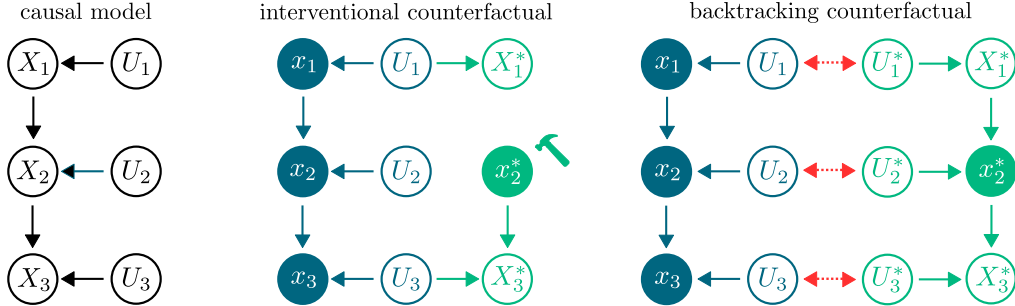 causal model interventional counterfactual backtracking counterfactual
X₁ U₁ x₁ U₁ X₁* x₁ U₁ U₁* X₁*
X₂ U₂ x₂ U₂ x₂* x₂ U₂ U₂* x₂*
X₃ U₃ x₃ U₃ X₃* x₃ U₃ U₃* X₃*